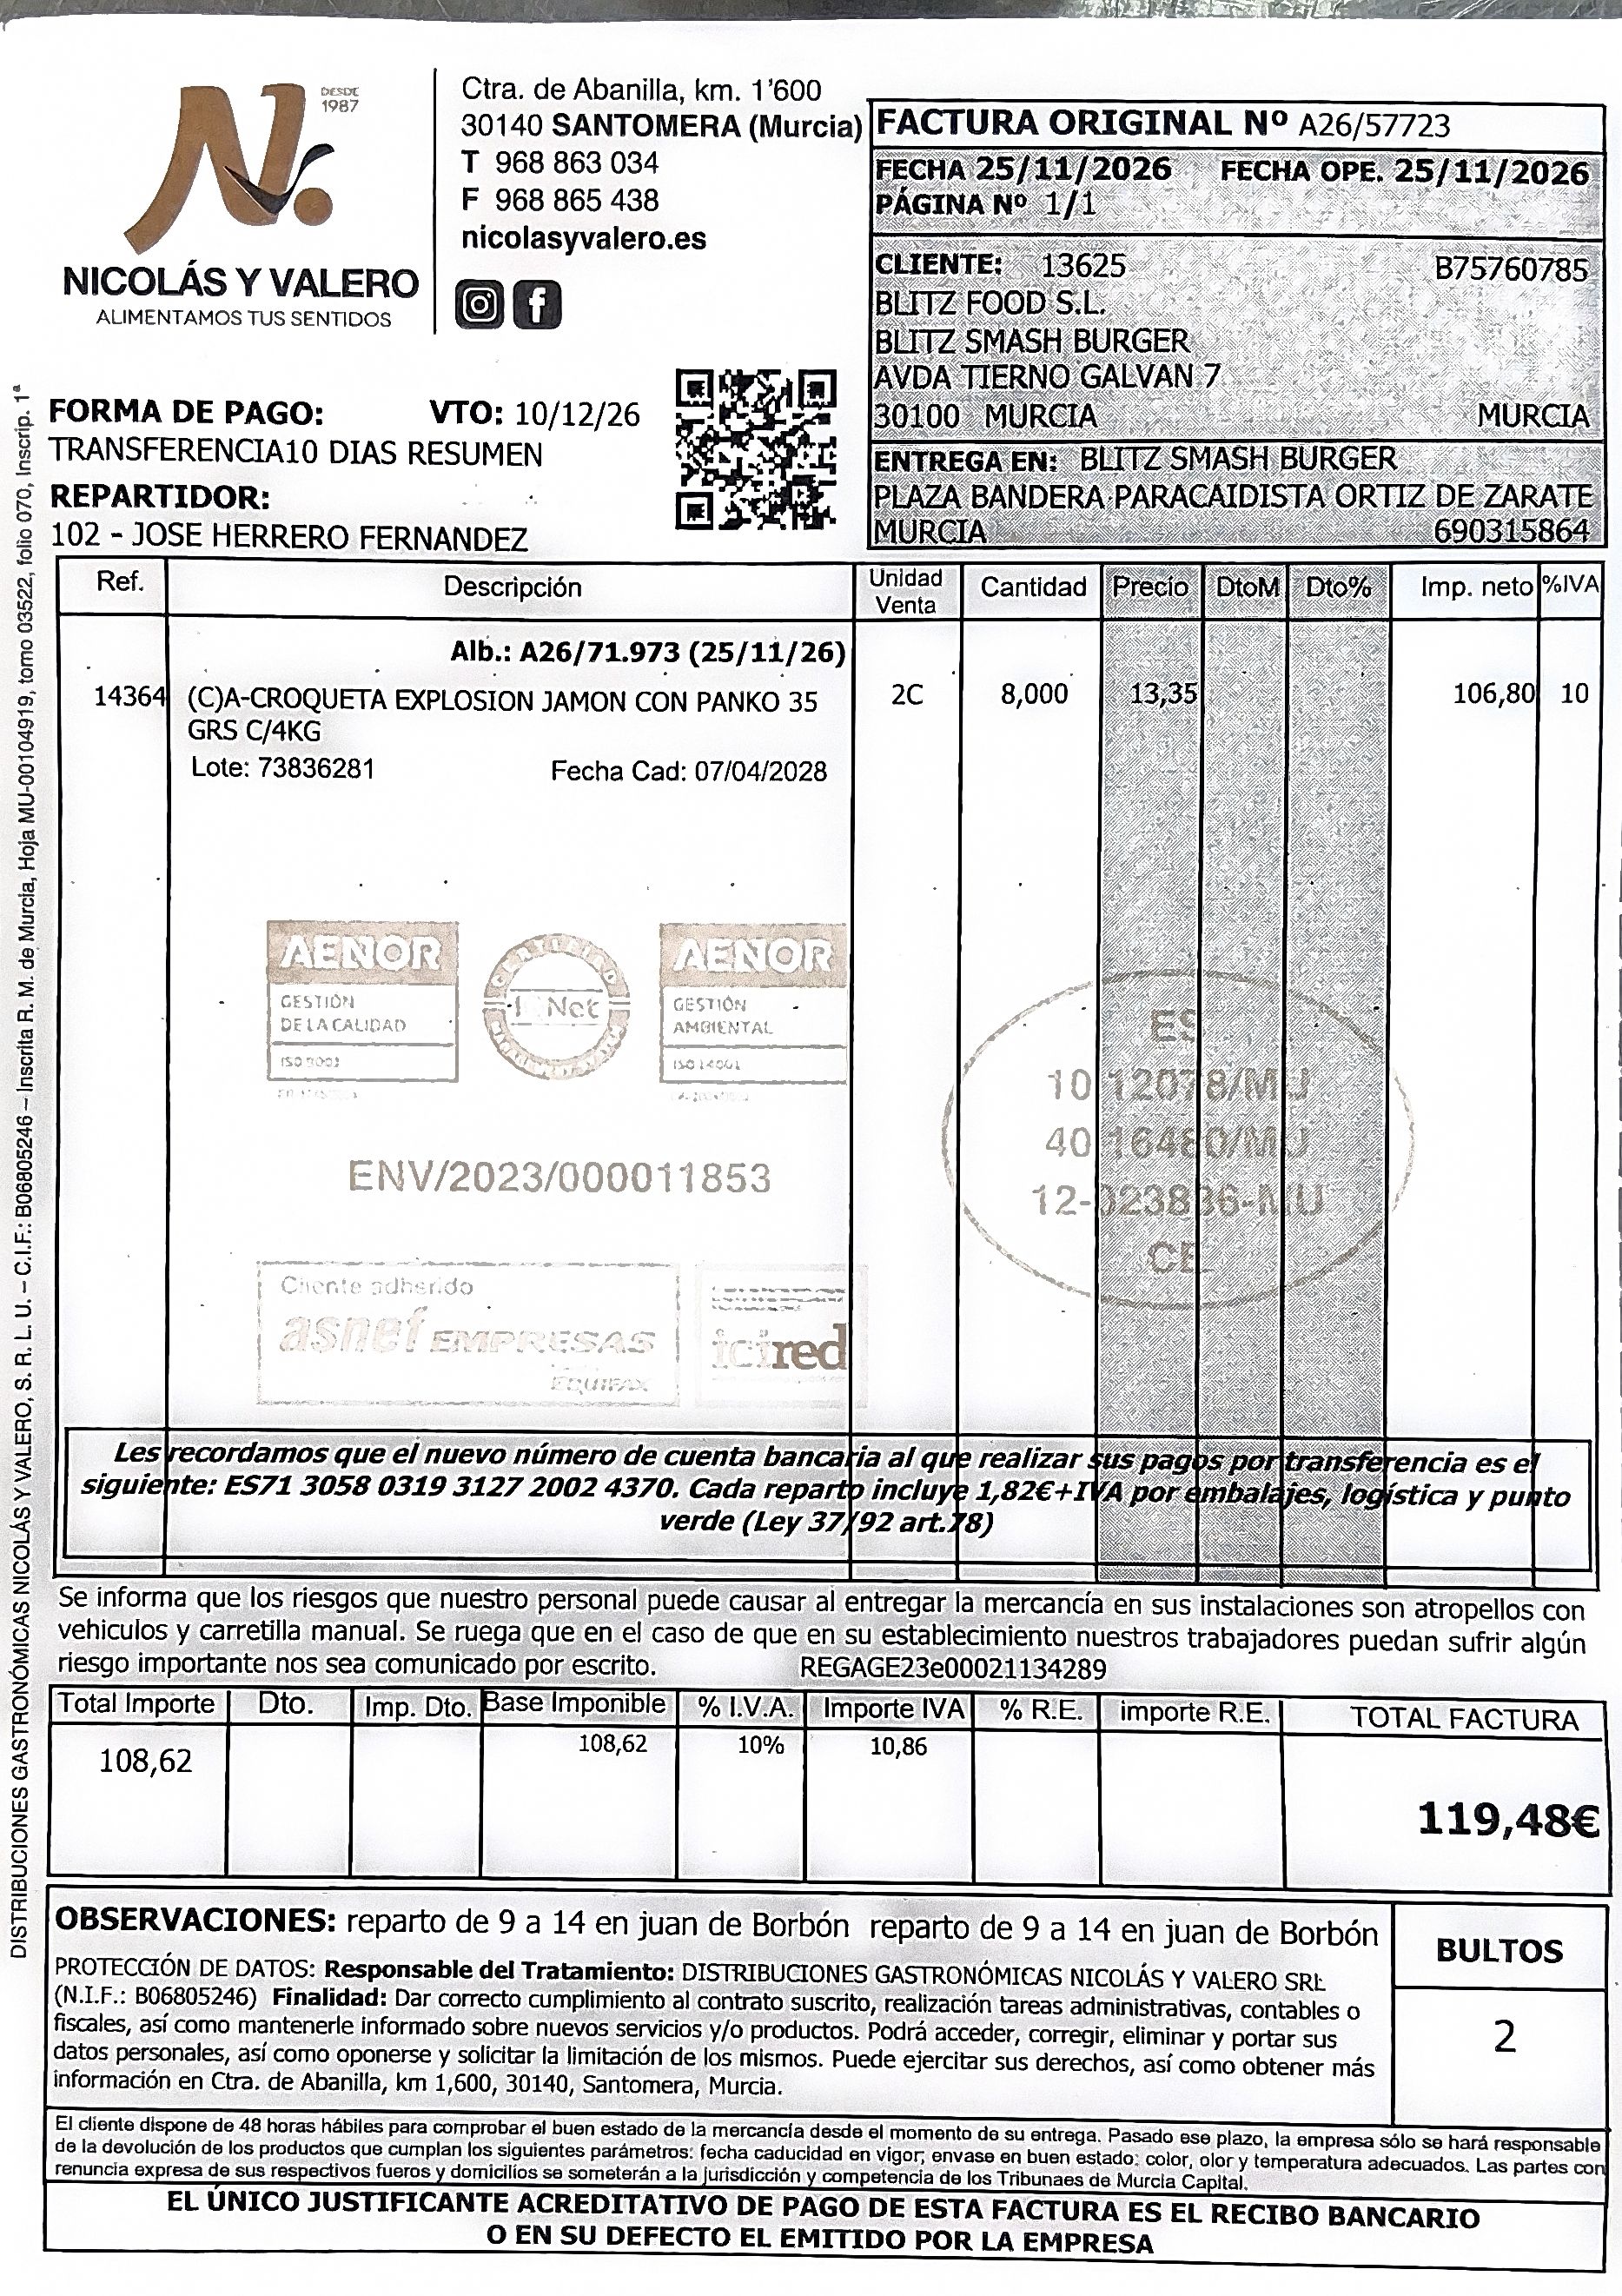 DESDE
1987
NICOLÁS Y VALERO
ALIMENTAMOS TUS SENTIDOS
Ctra. de Abanilla, km. 1'600
30140 SANTOMERA (Murcia)
T 968 863 034
F 968 865 438
nicolasyvalero.es
FACTURA ORIGINAL Nº A26/57723
FECHA 25/11/2026 FECHA OPE. 25/11/2026
PÁGINA Nº 1/1
CLIENTE: 13625 B75760785
BLITZ FOOD S.L.
BLITZ SMASH BURGER
AVDA TIERNO GALVAN 7
30100 MURCIA MURCIA
ENTREGA EN: BLITZ SMASH BURGER
PLAZA BANDERA PARACAIDISTA ORTIZ DE ZARATE
MURCIA 690315864
FORMA DE PAGO: VTO: 10/12/26
TRANSFERENCIA10 DIAS RESUMEN
REPARTIDOR:
102 - JOSE HERRERO FERNANDEZ
Ref. Descripción Unidad Venta Cantidad Precio DtoM Dto% Imp. neto %IVA
Alb.: A26/71.973 (25/11/26)
14364 (C)A-CROQUETA EXPLOSION JAMON CON PANKO 35 2C 8,000 13,35 106,80 10
GRS C/4KG
Lote: 73836281 Fecha Cad: 07/04/2028
AENOR
GESTIÓN
DE LA CALIDAD
ISO 9001
AENOR
GESTIÓN
AMBIENTAL
ISO 14001
ENV/2023/000011853
ES
10 12078/MU
40 16480/MU
12-023836-MU
CE
Cliente adherido
asnef EMPRESAS
EQUIFAX
icired
Les recordamos que el nuevo número de cuenta bancaria al que realizar sus pagos por transferencia es el
siguiente: ES71 3058 0319 3127 2002 4370. Cada reparto incluye 1,82€+IVA por embalajes, logística y punto
verde (Ley 37/92 art.78)
Se informa que los riesgos que nuestro personal puede causar al entregar la mercancía en sus instalaciones son atropellos con
vehiculos y carretilla manual. Se ruega que en el caso de que en su establecimiento nuestros trabajadores puedan sufrir algún
riesgo importante nos sea comunicado por escrito. REGAGE23e00021134289
Total Importe Dto. Imp. Dto. Base Imponible % I.V.A. Importe IVA % R.E. importe R.E. TOTAL FACTURA
108,62 108,62 10% 10,86
119,48€
OBSERVACIONES: reparto de 9 a 14 en juan de Borbón reparto de 9 a 14 en juan de Borbón
BULTOS
2
PROTECCIÓN DE DATOS: Responsable del Tratamiento: DISTRIBUCIONES GASTRONÓMICAS NICOLÁS Y VALERO SRL
(N.I.F.: B06805246) Finalidad: Dar correcto cumplimiento al contrato suscrito, realización tareas administrativas, contables o
fiscales, así como mantenerle informado sobre nuevos servicios y/o productos. Podrá acceder, corregir, eliminar y portar sus
datos personales, así como oponerse y solicitar la limitación de los mismos. Puede ejercitar sus derechos, así como obtener más
información en Ctra. de Abanilla, km 1,600, 30140, Santomera, Murcia.
El cliente dispone de 48 horas hábiles para comprobar el buen estado de la mercancía desde el momento de su entrega. Pasado ese plazo, la empresa sólo se hará responsable
de la devolución de los productos que cumplan los siguientes parámetros: fecha caducidad en vigor; envase en buen estado; color, olor y temperatura adecuados. Las partes con
renuncia expresa de sus respectivos fueros y domicilios se someterán a la jurisdicción y competencia de los Tribunaes de Murcia Capital.
EL ÚNICO JUSTIFICANTE ACREDITATIVO DE PAGO DE ESTA FACTURA ES EL RECIBO BANCARIO
O EN SU DEFECTO EL EMITIDO POR LA EMPRESA
DISTRIBUCIONES GASTRONÓMICAS NICOLÁS Y VALERO, S. R. L. U. – C.I.F.: B06805246 – Inscrita R. M. de Murcia, Hoja MU-00104919, tomo 03522, folio 070, Inscrip. 1ª